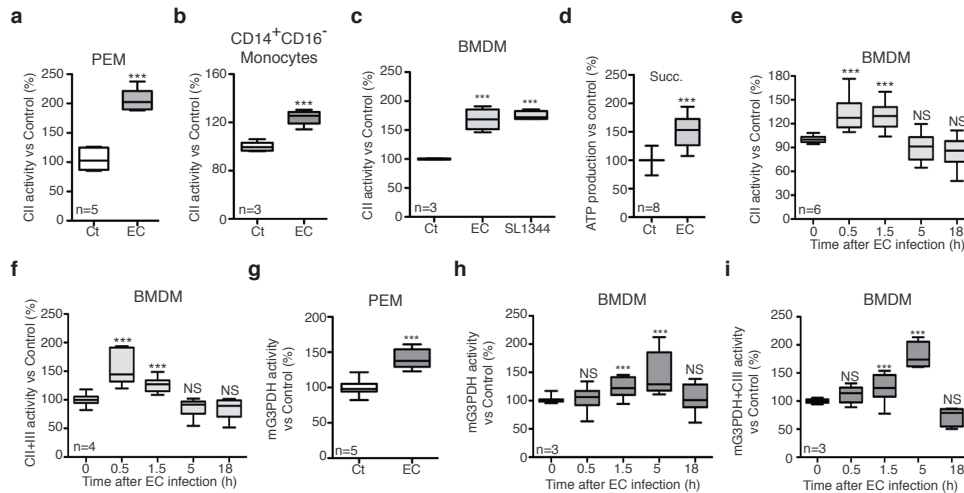 a
PEM
CII activity vs Control (%)
250
200
150
100
50
0
***
n=5
Ct
EC
b
CD14+CD16-
Monocytes
CII activity vs Control (%)
160
120
80
40
***
n=3
Ct
EC
c
BMDM
CII activity vs Control (%)
250
200
150
100
50
0
***
***
n=3
Ct
EC
SL1344
d
ATP production vs control (%)
250
200
150
100
50
0
Succ.
***
n=8
Ct
EC
e
BMDM
CII activity vs Control (%)
180
150
120
90
60
30
0
***
***
NS
NS
n=6
0
0.5
1.5
5
18
Time after EC infection (h)
f
BMDM
CII+III activity vs Control (%)
250
200
150
100
50
0
***
***
NS
NS
n=4
0
0.5
1.5
5
18
Time after EC infection (h)
g
PEM
mG3PDH activity
vs Control (%)
200
150
100
50
0
***
n=5
Ct
EC
h
BMDM
mG3PDH activity
vs Control (%)
250
200
150
100
50
0
NS
***
***
NS
n=3
0
0.5
1.5
5
18
Time after EC infection (h)
i
BMDM
mG3PDH+CIII activity
vs Control (%)
250
200
150
100
50
0
NS
***
***
NS
n=3
0
0.5
1.5
5
18
Time after EC infection (h)